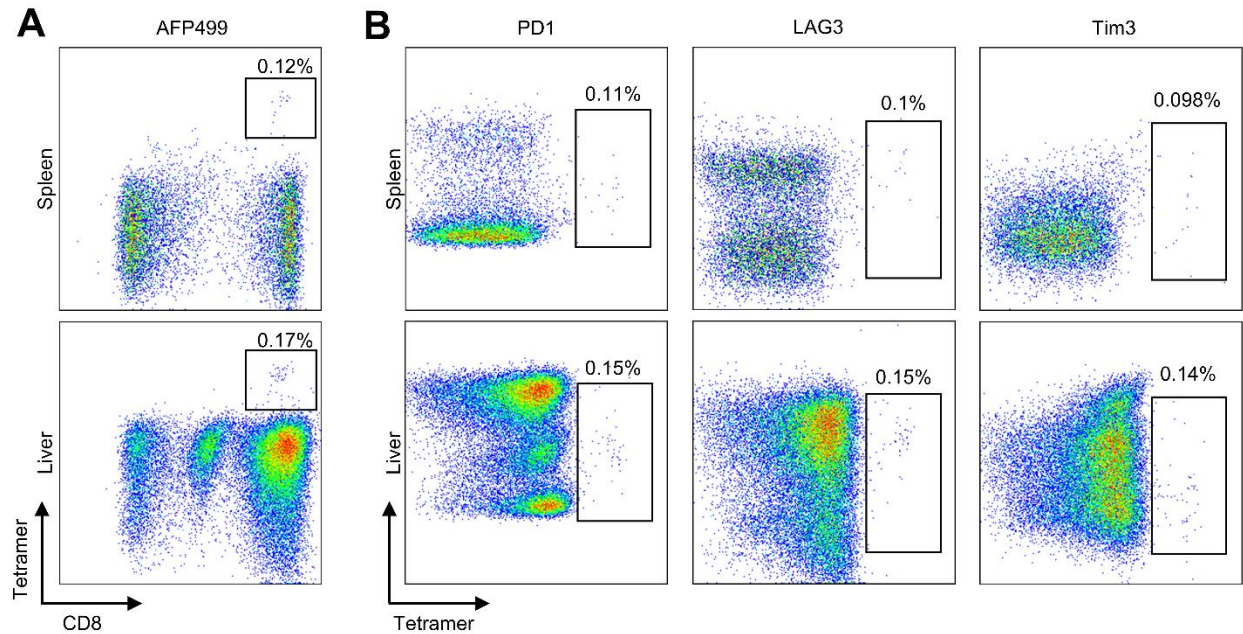 A
AFP499
B
PD1
LAG3
Tim3
Spleen
0.12%
Spleen
0.11%
0.1%
0.098%
Liver
0.17%
Liver
0.15%
0.15%
0.14%
Tetramer
CD8
Tetramer